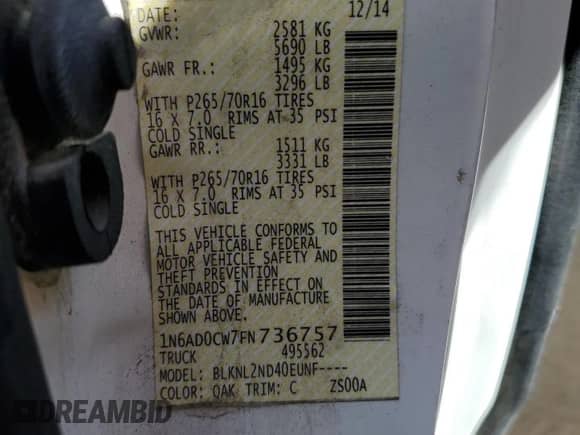 DATE: 12/14
GVWR: 2581 KG
5690 LB
GAWR FR.: 1495 KG
3296 LB
WITH P265/70R16 TIRES
16 X 7.0 RIMS AT 35 PSI
COLD SINGLE
GAWR RR.: 1511 KG
3331 LB
WITH P265/70R16 TIRES
16 X 7.0 RIMS AT 35 PSI
COLD SINGLE
THIS VEHICLE CONFORMS TO
ALL APPLICABLE FEDERAL
MOTOR VEHICLE SAFETY AND
THEFT PREVENTION
STANDARDS IN EFFECT ON
THE DATE OF MANUFACTURE
SHOWN ABOVE.
1N6AD0CW7FN736757
TRUCK 495562
MODEL: BLKNL2ND40EUNF----
COLOR: QAK TRIM: C ZS00A
DREAMBID